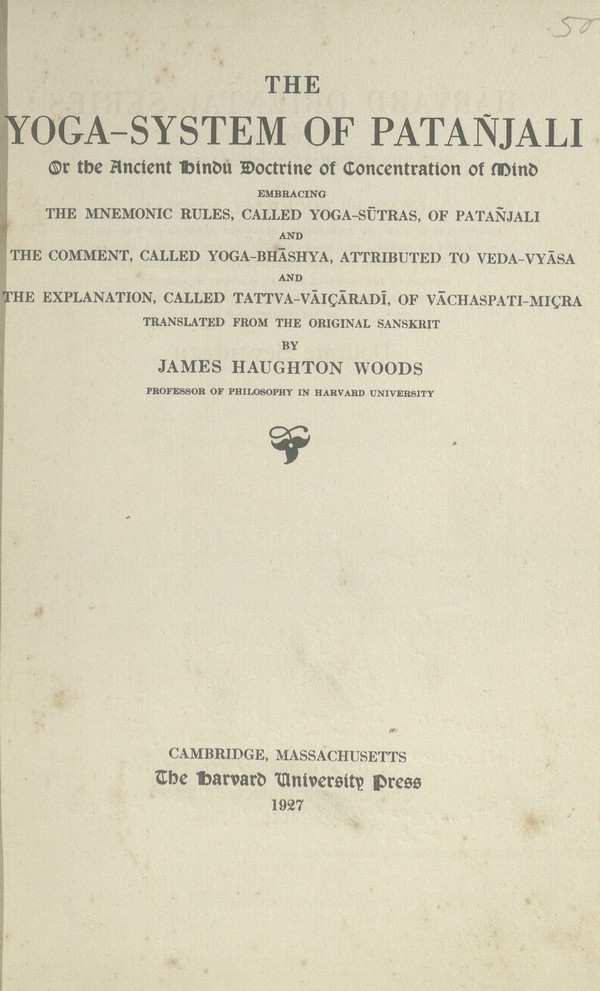 50
THE
YOGA-SYSTEM OF PATAÑJALI
Or the Ancient Hindu Doctrine of Concentration of Mind
EMBRACING
THE MNEMONIC RULES, CALLED YOGA-SŪTRAS, OF PATAÑJALI
AND
THE COMMENT, CALLED YOGA-BHĀSHYA, ATTRIBUTED TO VEDA-VYĀSA
AND
THE EXPLANATION, CALLED TATTVA-VĀIÇĀRADĪ, OF VĀCHASPATI-MIÇRA
TRANSLATED FROM THE ORIGINAL SANSKRIT
BY
JAMES HAUGHTON WOODS
PROFESSOR OF PHILOSOPHY IN HARVARD UNIVERSITY
CAMBRIDGE, MASSACHUSETTS
The Harvard University Press
1927